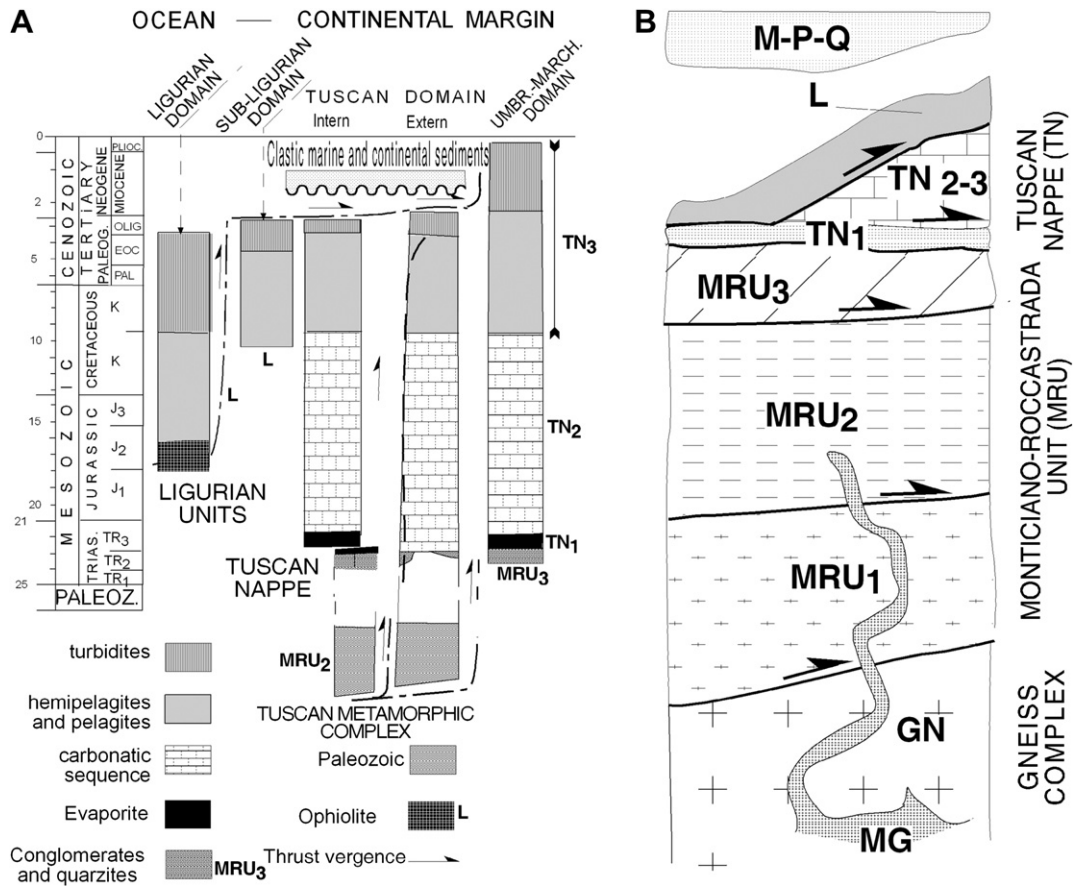 A
OCEAN — CONTINENTAL MARGIN
LIGURIAN
DOMAIN
SUB-LIGURIAN
DOMAIN
TUSCAN DOMAIN
Intern Extern
UMBR.-MARCH.
DOMAIN
Clastic marine and continental sediments
0
2
5
10
15
20
21
25
CENOZOIC
MESOZOIC
TERTIARY
PALEOG. NEOGENE
CRETACEOUS
JURASSIC
TRIAS.
PLIOC.
MIOCENE
OLIG
EOC
PAL
K
K
J3
J2
J1
TR3
TR2
TR1
PALEOZ.
L
L
LIGURIAN
UNITS
TUSCAN
NAPPE
TN3
TN2
TN1
MRU3
MRU2
TUSCAN METAMORPHIC
COMPLEX
turbidites
hemipelagites
and pelagites
carbonatic
sequence
Evaporite
Conglomerates
and quarzites
MRU3
Paleozoic
Ophiolite
L
Thrust vergence
B
M-P-Q
L
TN 2-3
TN1
MRU3
MRU2
MRU1
GN
MG
TUSCAN
NAPPE (TN)
MONTICIANO-ROCCASTRADA
UNIT (MRU)
GNEISS
COMPLEX